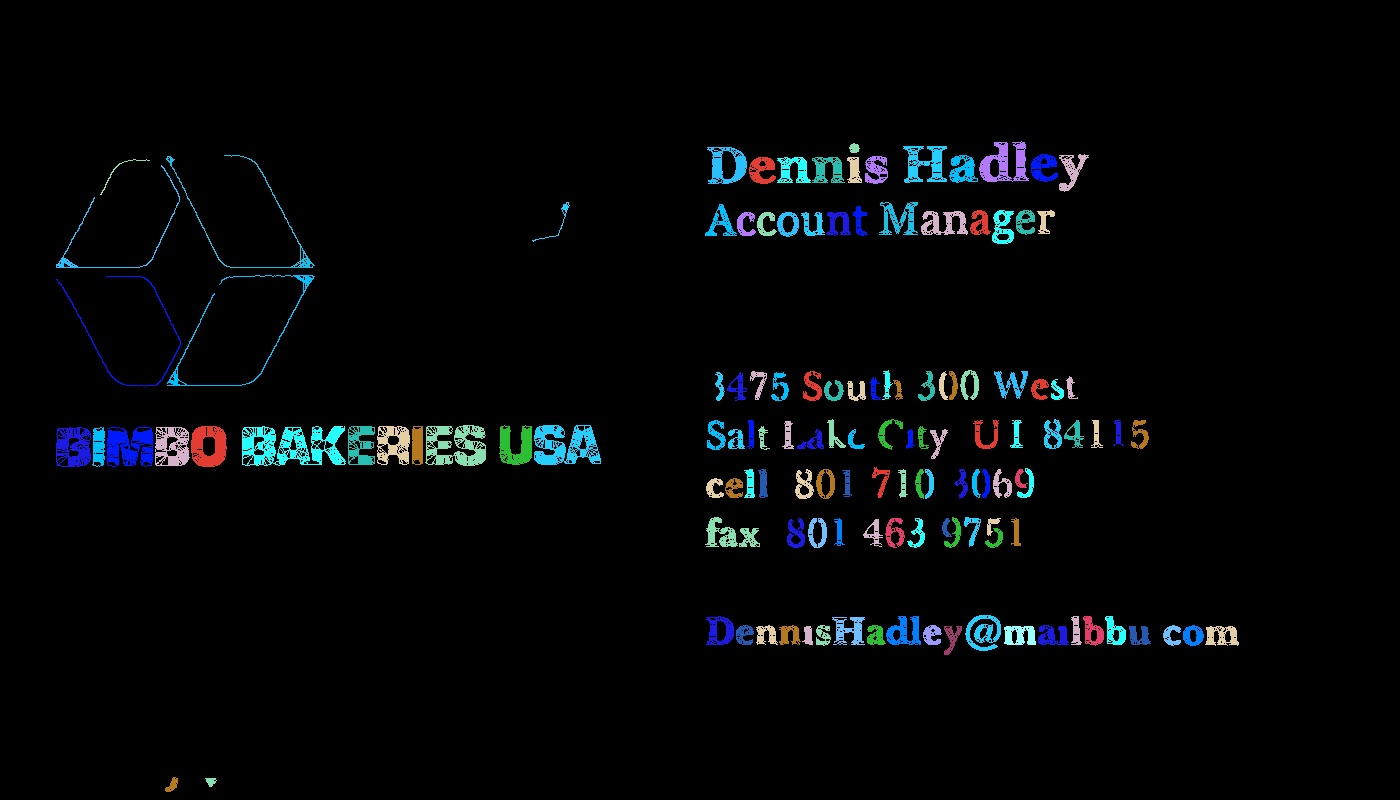 BIMBO BAKERIES USA
Dennis Hadley
Account Manager
3475 South 300 West
Salt Lake City UT 84115
cell 801 710 3069
fax 801 463 9751
DennisHadley@mailbbu com